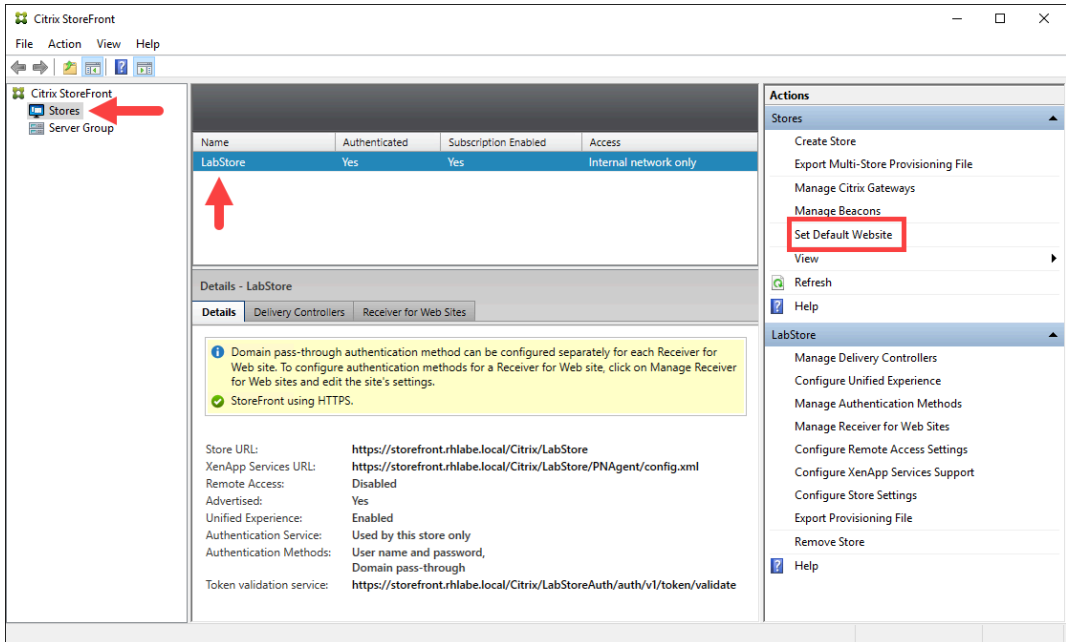 Citrix StoreFront
File Action View Help
Citrix StoreFront
Stores
Server Group
Name Authenticated Subscription Enabled Access
LabStore Yes Yes Internal network only
Details - LabStore
Details Delivery Controllers Receiver for Web Sites
Domain pass-through authentication method can be configured separately for each Receiver for
Web site. To configure authentication methods for a Receiver for Web site, click on Manage Receiver
for Web sites and edit the site's settings.
StoreFront using HTTPS.
Store URL: https://storefront.rhlabe.local/Citrix/LabStore
XenApp Services URL: https://storefront.rhlabe.local/Citrix/LabStore/PNAgent/config.xml
Remote Access: Disabled
Advertised: Yes
Unified Experience: Enabled
Authentication Service: Used by this store only
Authentication Methods: User name and password,
Domain pass-through
Token validation service: https://storefront.rhlabe.local/Citrix/LabStoreAuth/auth/v1/token/validate
Actions
Stores
Create Store
Export Multi-Store Provisioning File
Manage Citrix Gateways
Manage Beacons
Set Default Website
View
Refresh
Help
LabStore
Manage Delivery Controllers
Configure Unified Experience
Manage Authentication Methods
Manage Receiver for Web Sites
Configure Remote Access Settings
Configure XenApp Services Support
Configure Store Settings
Export Provisioning File
Remove Store
Help